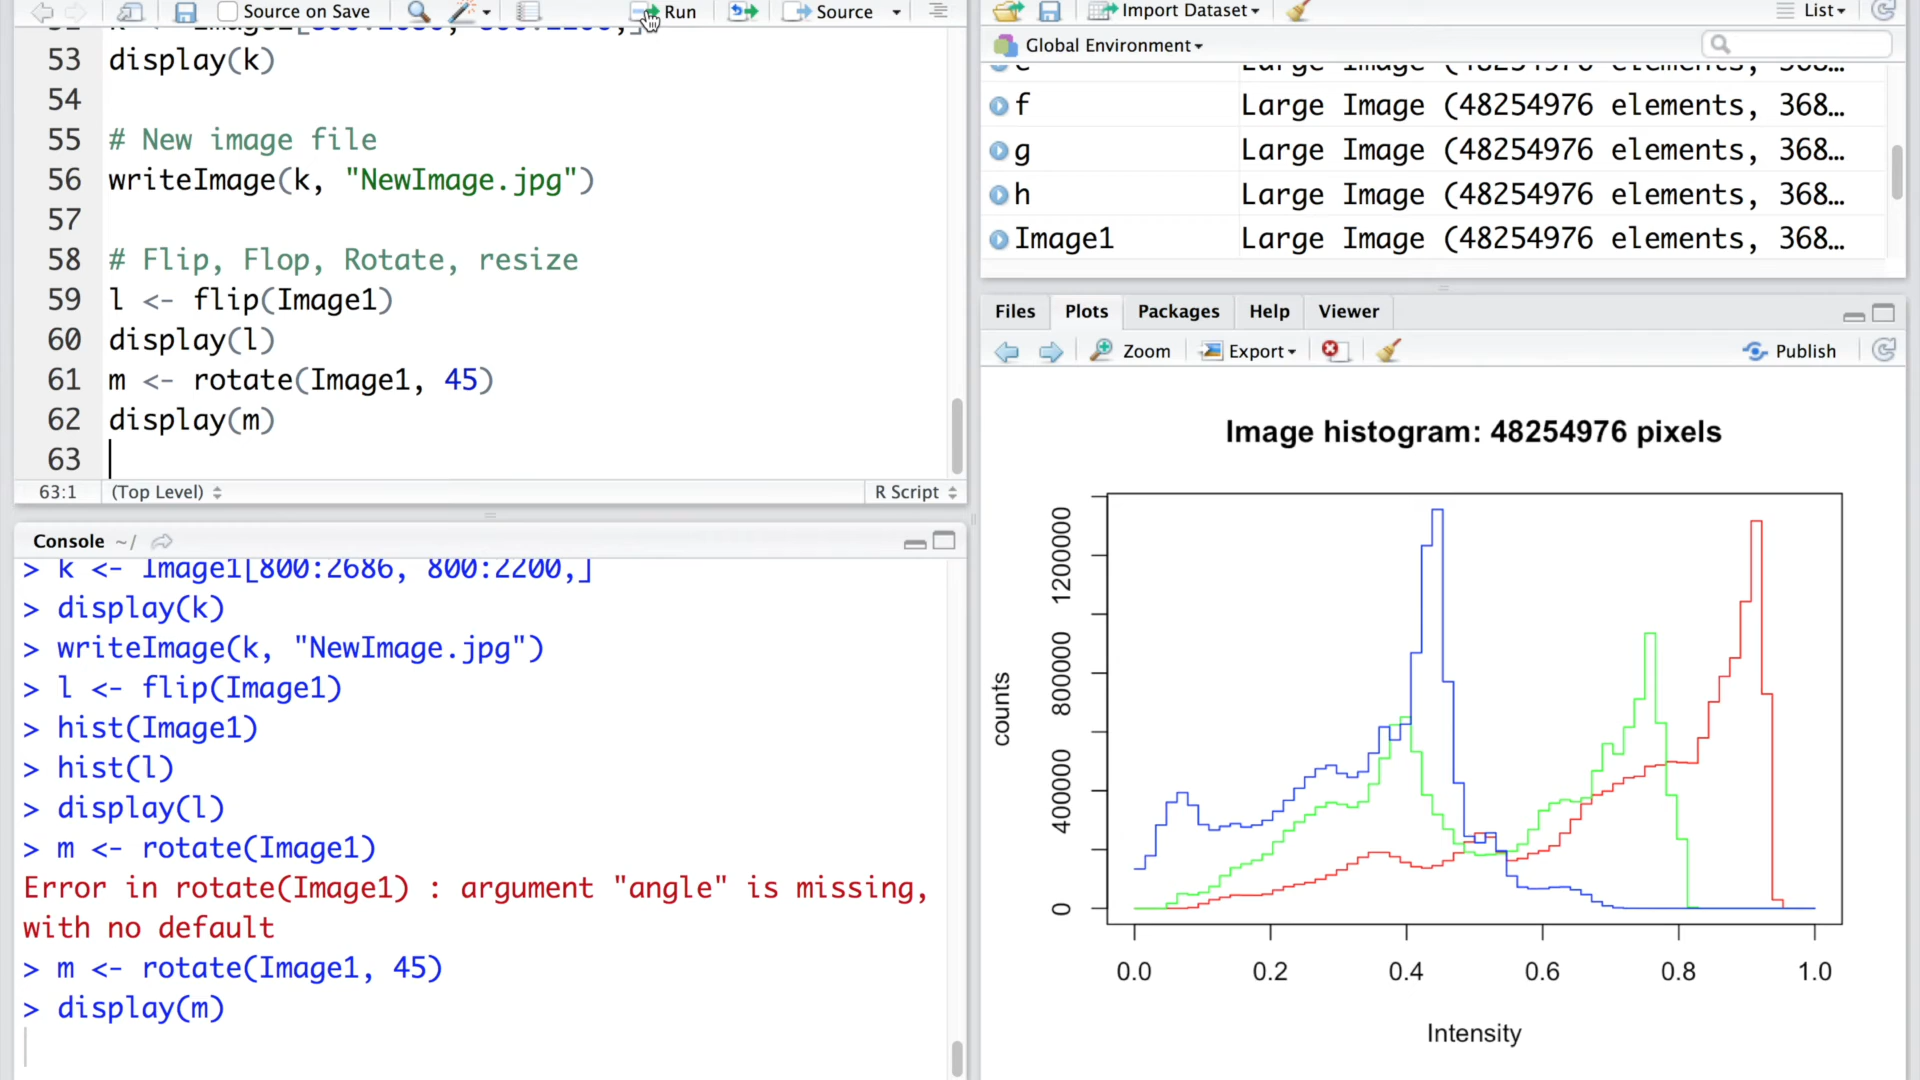 Source on Save
Run
Source
53 display(k)
54
55 # New image file
56 writeImage(k, "NewImage.jpg")
57
58 # Flip, Flop, Rotate, resize
59 l <- flip(Image1)
60 display(l)
61 m <- rotate(Image1, 45)
62 display(m)
63
63:1 (Top Level) R Script
Console ~/
> k <- Image1[800:2686, 800:2200,]
> display(k)
> writeImage(k, "NewImage.jpg")
> l <- flip(Image1)
> hist(Image1)
> hist(l)
> display(l)
> m <- rotate(Image1)
Error in rotate(Image1) : argument "angle" is missing,
with no default
> m <- rotate(Image1, 45)
> display(m)
Import Dataset
List
Global Environment
f Large Image (48254976 elements, 368…
g Large Image (48254976 elements, 368…
h Large Image (48254976 elements, 368…
Image1 Large Image (48254976 elements, 368…
Files Plots Packages Help Viewer
Zoom Export Publish
Image histogram: 48254976 pixels
counts
1200000
800000
400000
0
0.0 0.2 0.4 0.6 0.8 1.0
Intensity